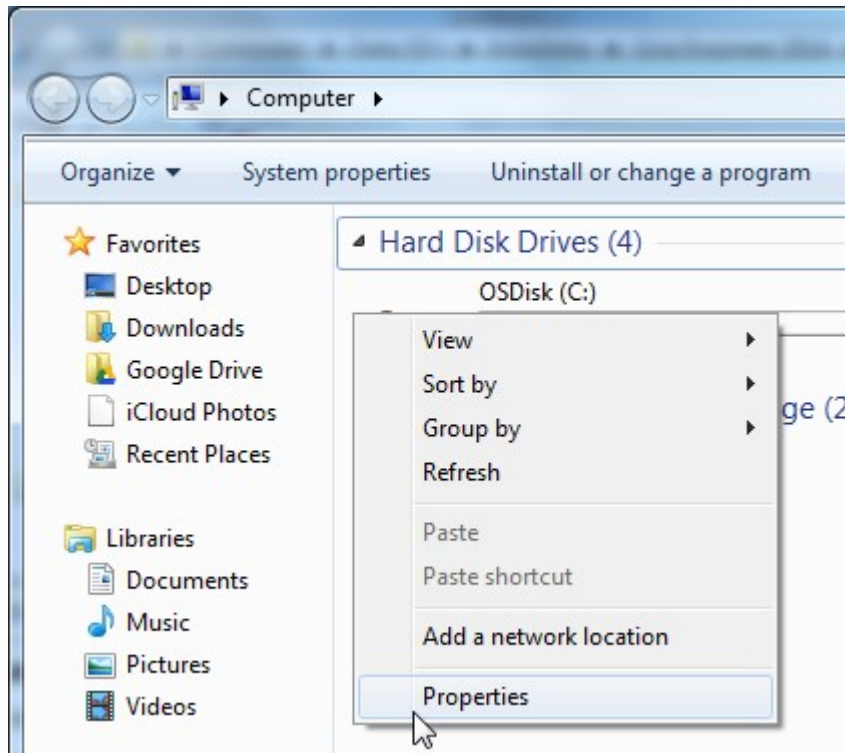 Computer
Organize
System properties
Uninstall or change a program
Favorites
Desktop
Downloads
Google Drive
iCloud Photos
Recent Places
Libraries
Documents
Music
Pictures
Videos
Hard Disk Drives (4)
OSDisk (C:)
View
Sort by
Group by
Refresh
Paste
Paste shortcut
Add a network location
Properties
ge (2